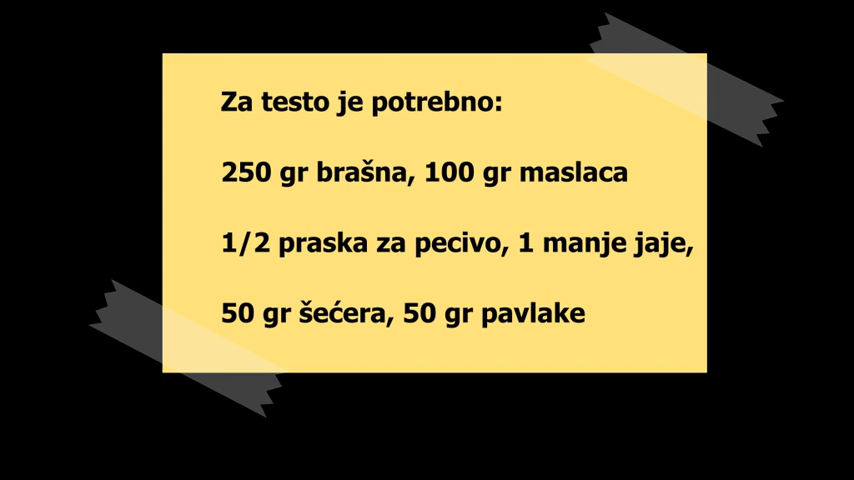 Za testo je potrebno:
250 gr brašna, 100 gr maslaca
1/2 praska za pecivo, 1 manje jaje,
50 gr šećera, 50 gr pavlake